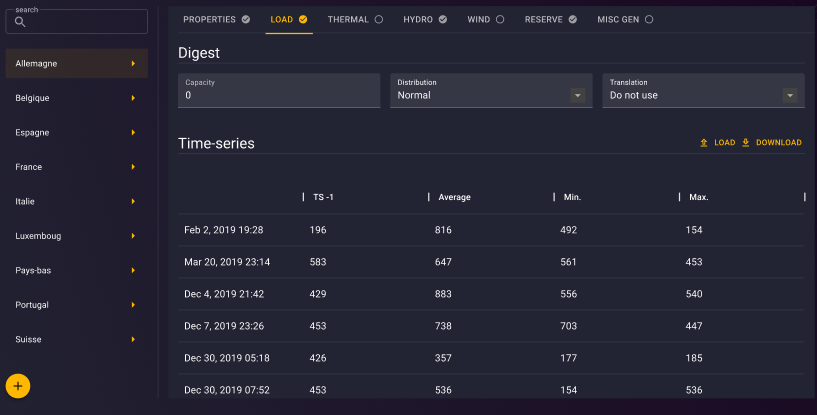 search
Allemagne
Belgique
Espagne
France
Italie
Luxemboug
Pays-bas
Portugal
Suisse
+
PROPERTIES LOAD THERMAL HYDRO WIND RESERVE MISC GEN
Digest
Capacity Distribution Translation
0 Normal Do not use
Time-series LOAD DOWNLOAD
TS -1 Average Min. Max.
Feb 2, 2019 19:28 196 816 492 154
Mar 20, 2019 23:14 583 647 561 453
Dec 4, 2019 21:42 429 883 556 540
Dec 7, 2019 23:26 453 738 703 447
Dec 30, 2019 05:18 426 357 177 185
Dec 30, 2019 07:52 453 536 154 536